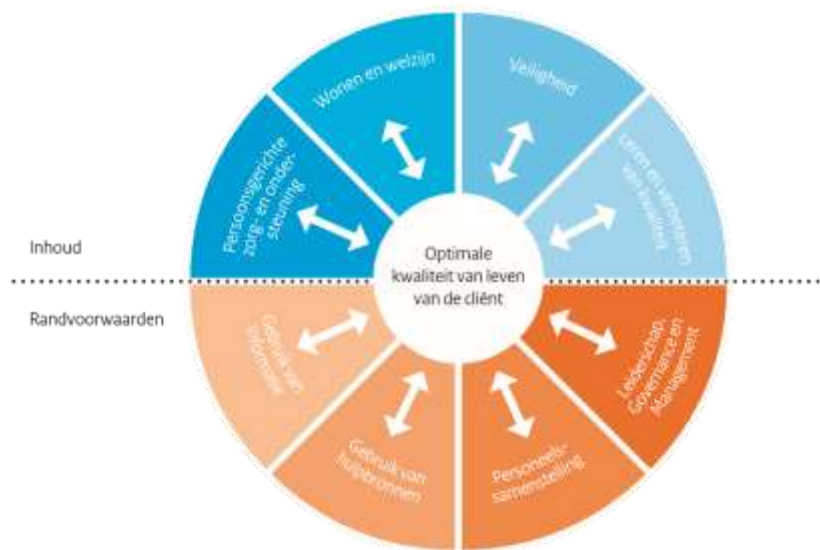 Wonen en welzijn
Veiligheid
Persoonsgerichte
zorg- en onder-
steuning
Leren en verbeteren
van kwaliteit
Inhoud
Optimale
kwaliteit van leven
van de cliënt
Randvoorwaarden
Gebruik van
informatie
Leiderschap,
Governance en
Management
Gebruik van
hulpbronnen
Personeels-
samenstelling